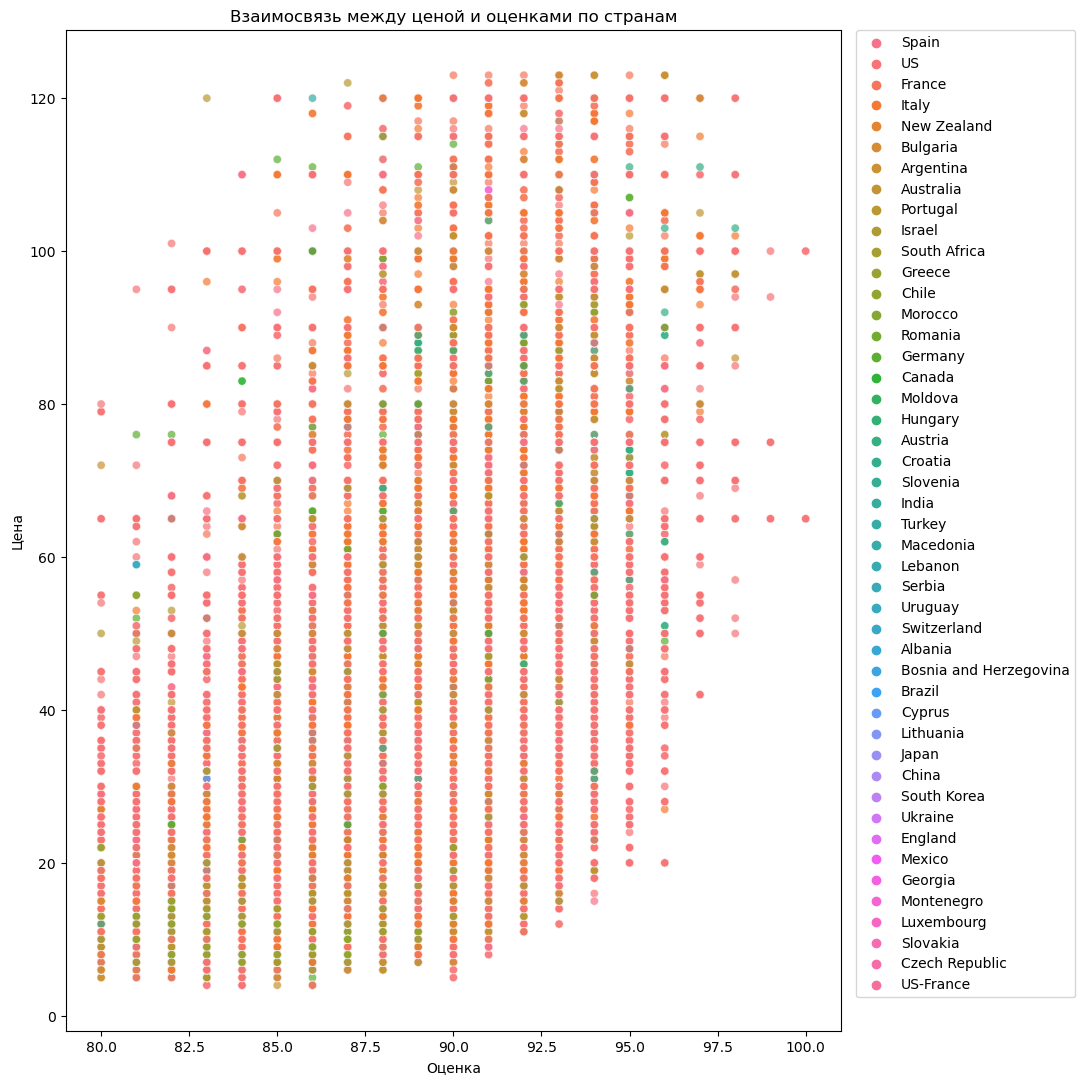 Взаимосвязь между ценой и оценками по странам
120
100
80
60
40
20
0
Цена
80.0
82.5
85.0
87.5
90.0
92.5
95.0
97.5
100.0
Оценка
Spain
US
France
Italy
New Zealand
Bulgaria
Argentina
Australia
Portugal
Israel
South Africa
Greece
Chile
Morocco
Romania
Germany
Canada
Moldova
Hungary
Austria
Croatia
Slovenia
India
Turkey
Macedonia
Lebanon
Serbia
Uruguay
Switzerland
Albania
Bosnia and Herzegovina
Brazil
Cyprus
Lithuania
Japan
China
South Korea
Ukraine
England
Mexico
Georgia
Montenegro
Luxembourg
Slovakia
Czech Republic
US-France